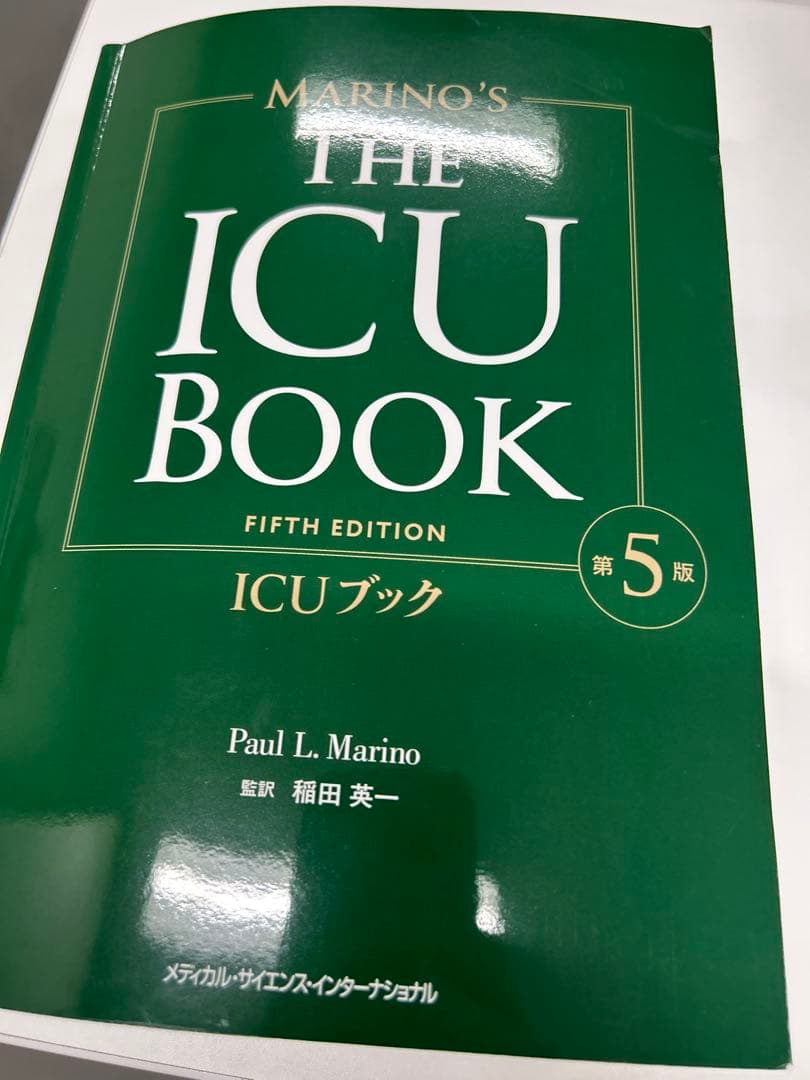 MARINO'S
THE
ICU
BOOK
FIFTH EDITION
第5版
ICUブック
Paul L. Marino
監訳 稲田 英一
メディカル・サイエンス・インターナショナル